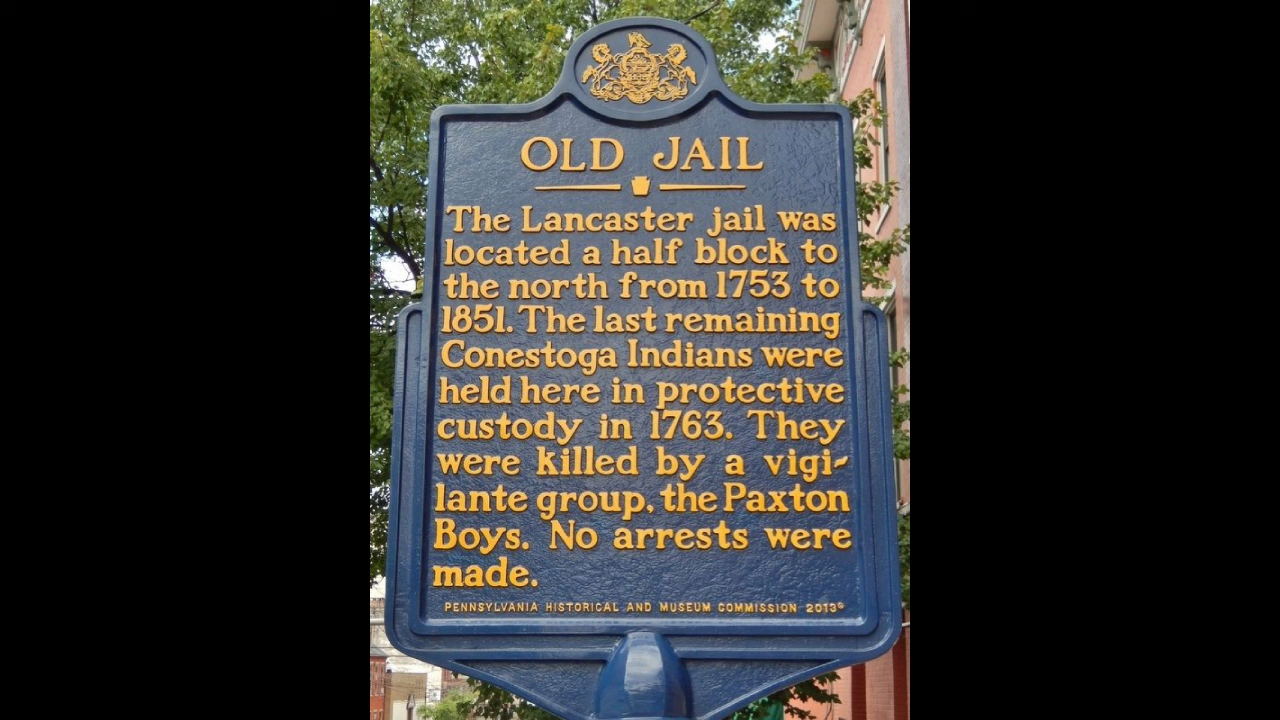 OLD JAIL
The Lancaster jail was
located a half block to
the north from 1753 to
1851. The last remaining
Conestoga Indians were
held here in protective
custody in 1763. They
were killed by a vigi-
lante group, the Paxton
Boys. No arrests were
made.
PENNSYLVANIA HISTORICAL AND MUSEUM COMMISSION 2013©